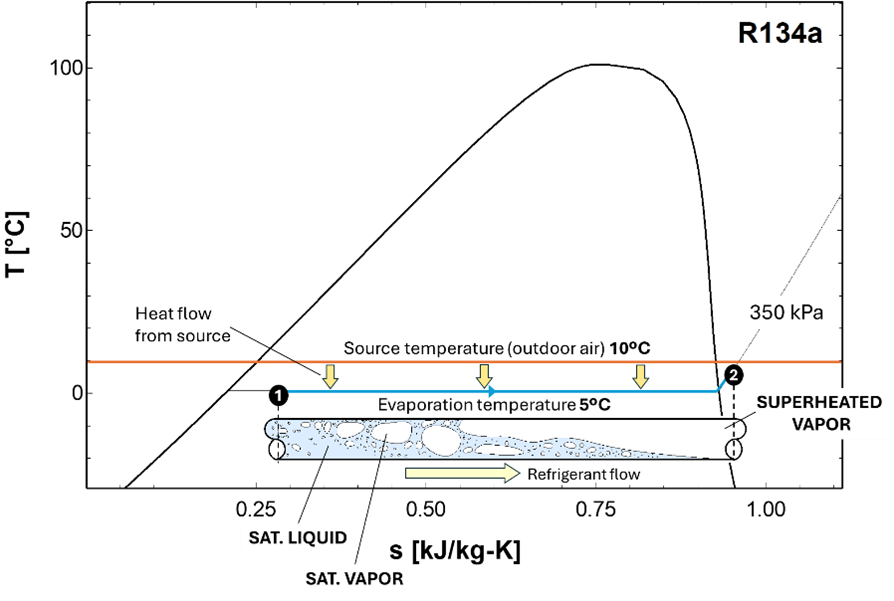 R134a
100
50
0
T [°C]
350 kPa
Heat flow
from source
Source temperature (outdoor air) 10ºC
2
1
Evaporation temperature 5ºC
SUPERHEATED
VAPOR
Refrigerant flow
0.25
0.50
0.75
1.00
SAT. LIQUID
s [kJ/kg-K]
SAT. VAPOR